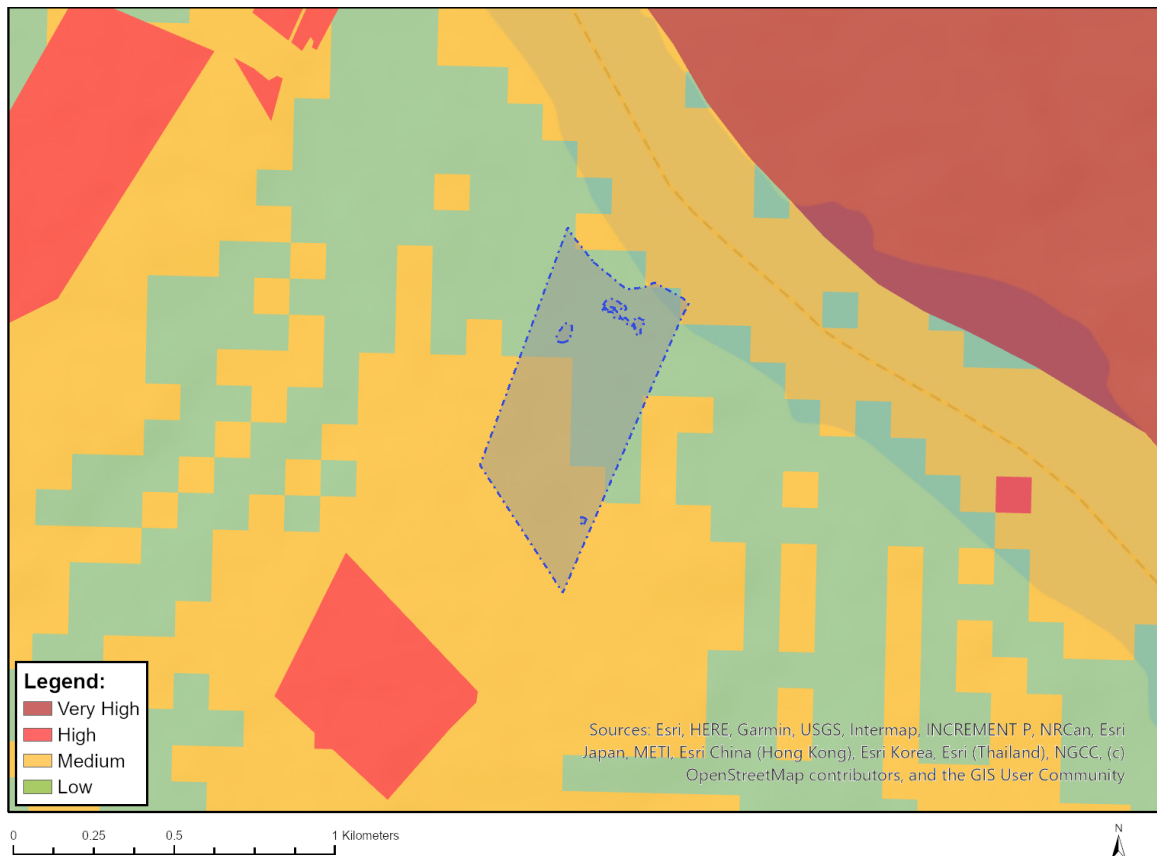 Legend:
Very High
High
Medium
Low
Sources: Esri, HERE, Garmin, USGS, Intermap, INCREMENT P, NRCan, Esri
Japan, METI, Esri China (Hong Kong), Esri Korea, Esri (Thailand), NGCC, (c)
OpenStreetMap contributors, and the GIS User Community
0 0.25 0.5 1 Kilometers
N